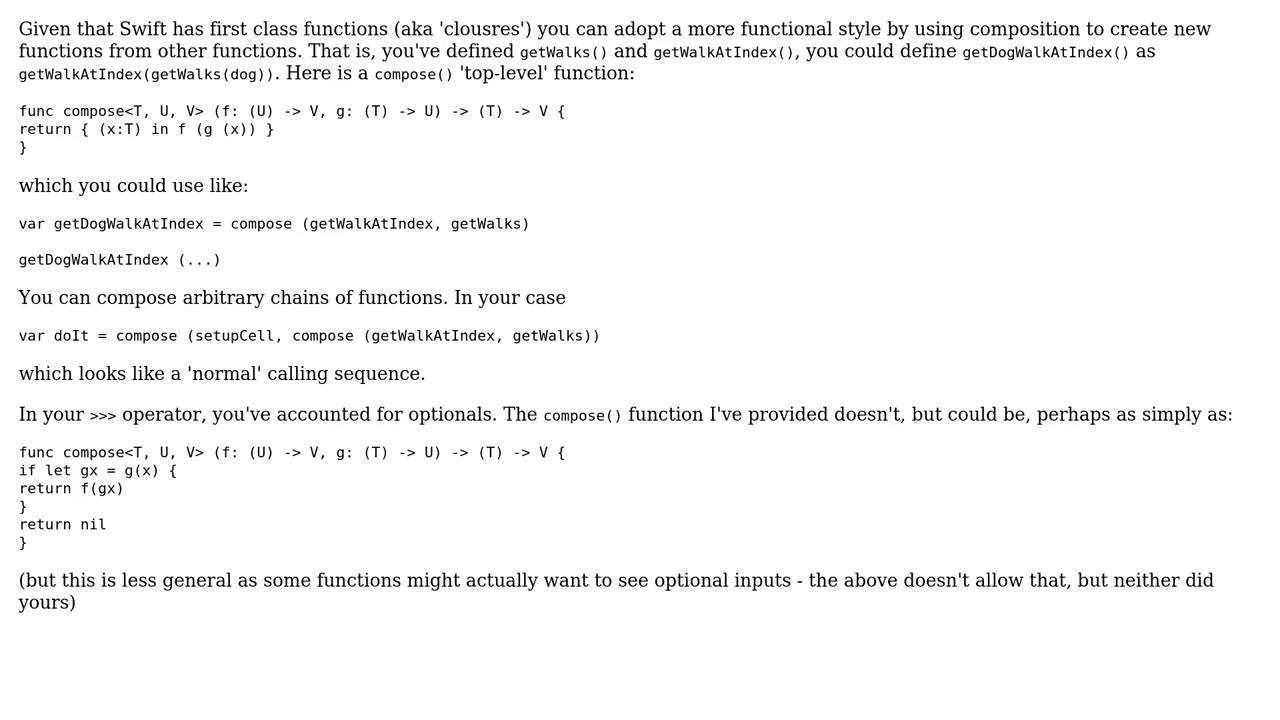 Given that Swift has first class functions (aka 'clousres') you can adopt a more functional style by using composition to create new
functions from other functions. That is, you've defined getWalks() and getWalkAtIndex(), you could define getDogWalkAtIndex() as
getWalkAtIndex(getWalks(dog)). Here is a compose() 'top-level' function:
func compose<T, U, V> (f: (U) -> V, g: (T) -> U) -> (T) -> V {
return { (x:T) in f (g (x)) }
}
which you could use like:
var getDogWalkAtIndex = compose (getWalkAtIndex, getWalks)
getDogWalkAtIndex (...)
You can compose arbitrary chains of functions. In your case
var doIt = compose (setupCell, compose (getWalkAtIndex, getWalks))
which looks like a 'normal' calling sequence.
In your >>> operator, you've accounted for optionals. The compose() function I've provided doesn't, but could be, perhaps as simply as:
func compose<T, U, V> (f: (U) -> V, g: (T) -> U) -> (T) -> V {
if let gx = g(x) {
return f(gx)
}
return nil
}
(but this is less general as some functions might actually want to see optional inputs - the above doesn't allow that, but neither did
yours)